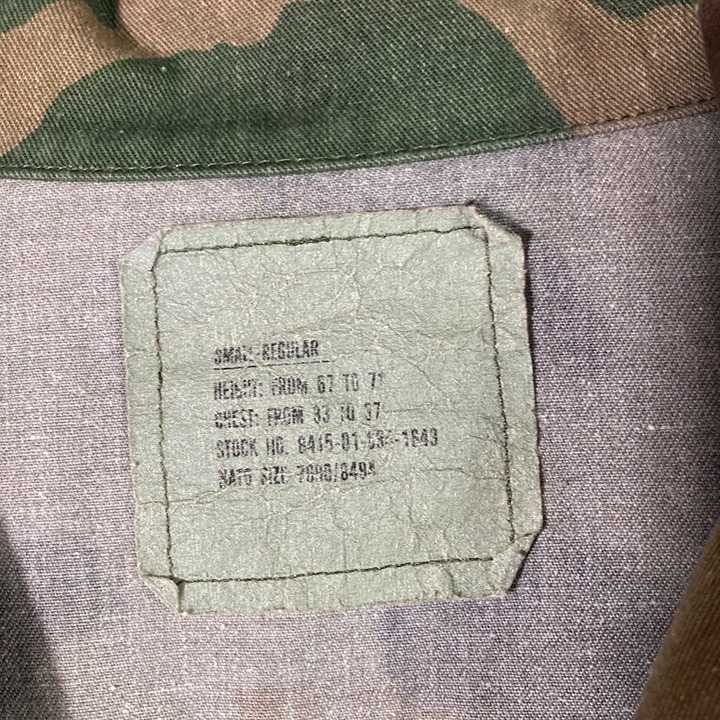 SMALL-REGULAR
HEIGHT: FROM 67 TO 71
CHEST: FROM 33 TO 37
STOCK NO. 8415-01-
NATO SIZE